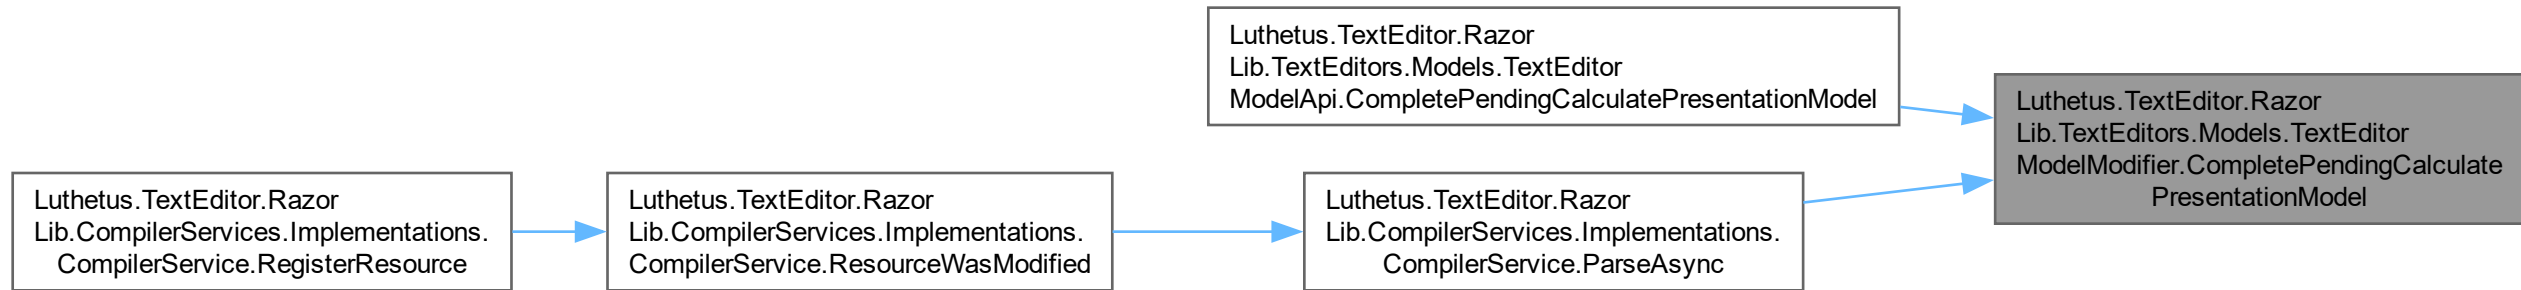 Luthetus.TextEditor.Razor
Lib.TextEditors.Models.TextEditor
ModelApi.CompletePendingCalculatePresentationModel
Luthetus.TextEditor.Razor
Lib.TextEditors.Models.TextEditor
ModelModifier.CompletePendingCalculate
PresentationModel
Luthetus.TextEditor.Razor
Lib.CompilerServices.Implementations.
CompilerService.RegisterResource
Luthetus.TextEditor.Razor
Lib.CompilerServices.Implementations.
CompilerService.ResourceWasModified
Luthetus.TextEditor.Razor
Lib.CompilerServices.Implementations.
CompilerService.ParseAsync